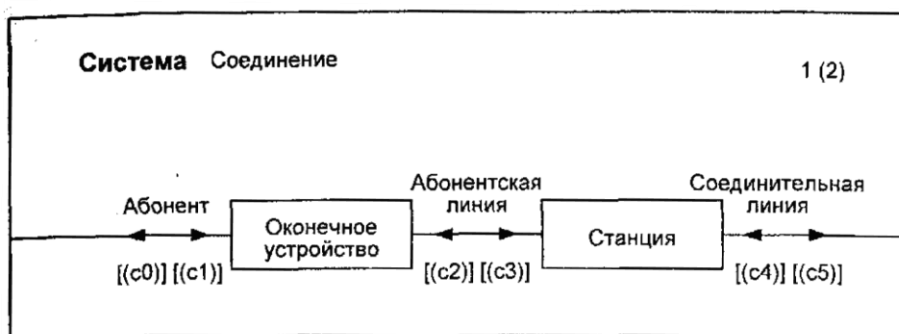 Система Соединение
1 (2)
Абонент
Оконечное
устройство
Абонентская
линия
Станция
Соединительная
линия
[(c0)] [(c1)]
[(c2)] [(c3)]
[(c4)] [(c5)]